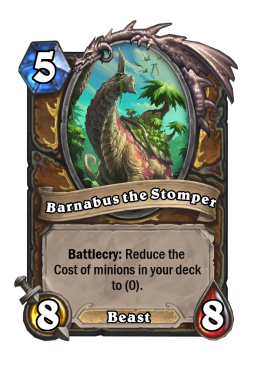 5
Barnabus the Stomper
Battlecry: Reduce the
Cost of minions in your deck
to (0).
8
Beast
8